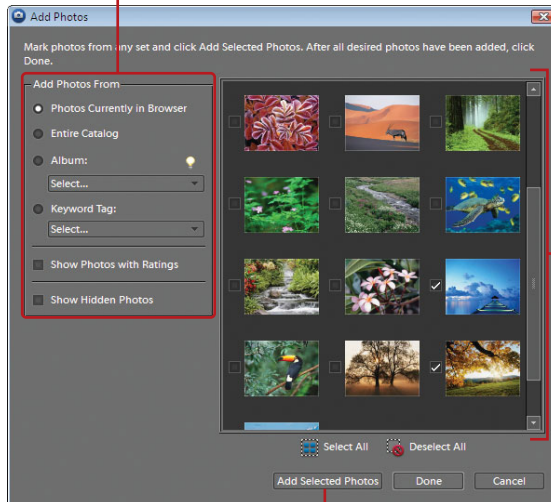 Add Photos
Mark photos from any set and click Add Selected Photos. After all desired photos have been added, click
Done.
Add Photos From
Photos Currently in Browser
Entire Catalog
Album:
Select...
Keyword Tag:
Select...
Show Photos with Ratings
Show Hidden Photos
Select All
Deselect All
Add Selected Photos
Done
Cancel